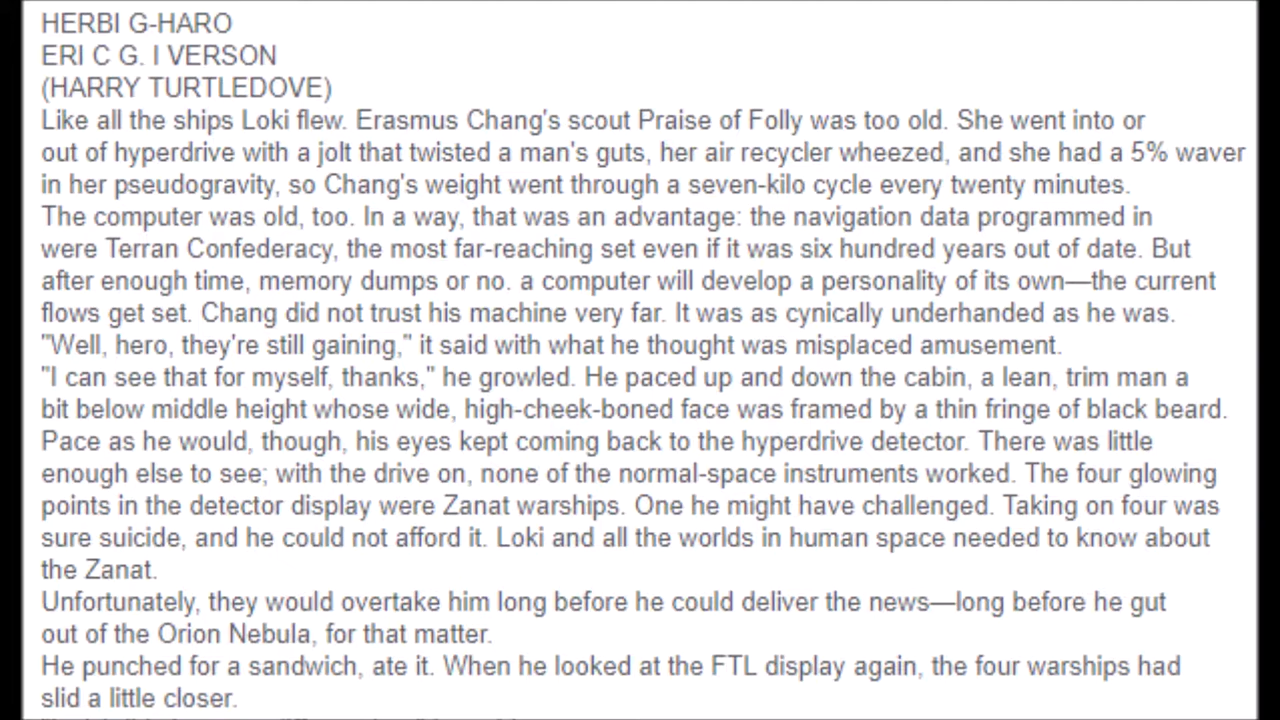 HERBI G-HARO
ERI C G. I VERSON
(HARRY TURTLEDOVE)
Like all the ships Loki flew. Erasmus Chang's scout Praise of Folly was too old. She went into or
out of hyperdrive with a jolt that twisted a man's guts, her air recycler wheezed, and she had a 5% waver
in her pseudogravity, so Chang's weight went through a seven-kilo cycle every twenty minutes.
The computer was old, too. In a way, that was an advantage: the navigation data programmed in
were Terran Confederacy, the most far-reaching set even if it was six hundred years out of date. But
after enough time, memory dumps or no. a computer will develop a personality of its own—the current
flows get set. Chang did not trust his machine very far. It was as cynically underhanded as he was.
"Well, hero, they're still gaining," it said with what he thought was misplaced amusement.
"I can see that for myself, thanks," he growled. He paced up and down the cabin, a lean, trim man a
bit below middle height whose wide, high-cheek-boned face was framed by a thin fringe of black beard.
Pace as he would, though, his eyes kept coming back to the hyperdrive detector. There was little
enough else to see; with the drive on, none of the normal-space instruments worked. The four glowing
points in the detector display were Zanat warships. One he might have challenged. Taking on four was
sure suicide, and he could not afford it. Loki and all the worlds in human space needed to know about
the Zanat.
Unfortunately, they would overtake him long before he could deliver the news—long before he gut
out of the Orion Nebula, for that matter.
He punched for a sandwich, ate it. When he looked at the FTL display again, the four warships had
slid a little closer.